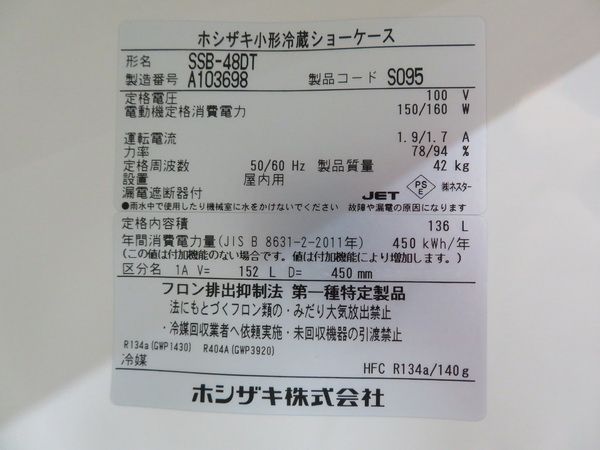 ホシザキ小形冷蔵ショーケース
形名 SSB-48DT
製造番号 A103698 製品コード S095
定格電圧 100 V
電動機定格消費電力 150/160 W
運転電流 1.9/1.7 A
力率 78/94 %
定格周波数 50/60 Hz 製品質量 42 kg
設置 屋内用
漏電遮断器付 JET PS E ㈱ネスター
●雨水中で使用したり機械室に水をかけないでください 故障や漏電の原因になります
定格内容積 136 L
年間消費電力量(JIS B 8631-2-2011年) 450 kWh/年
(この値は付加機能のない場合です。値は付加機能により増加します。)
区分名 1A V= 152 L D= 450 mm
フロン排出抑制法 第一種特定製品
法にもとづくフロン類の・みだり大気放出禁止
・冷媒回収業者へ依頼実施・未回収機器の引渡禁止
R134a(GWP1430) R404A(GWP3920)
冷媒 HFC R134a/140g
ホシザキ株式会社